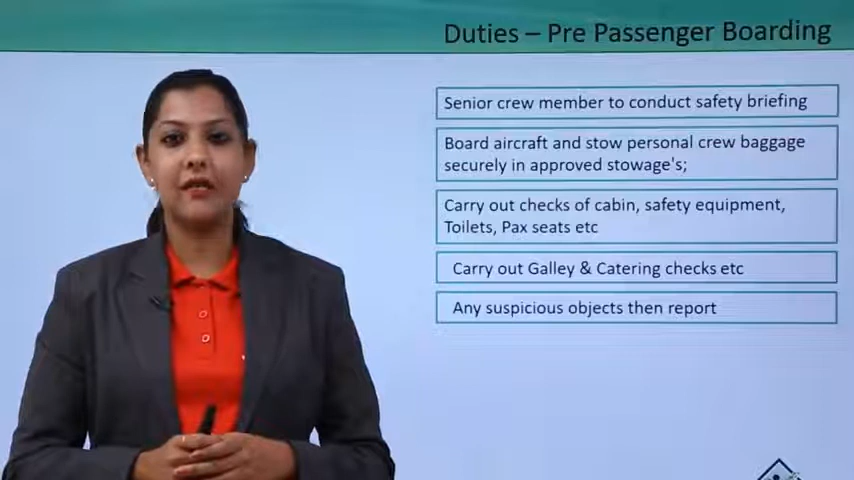 Duties – Pre Passenger Boarding
Senior crew member to conduct safety briefing
Board aircraft and stow personal crew baggage
securely in approved stowage's;
Carry out checks of cabin, safety equipment,
Toilets, Pax seats etc
Carry out Galley & Catering checks etc
Any suspicious objects then report